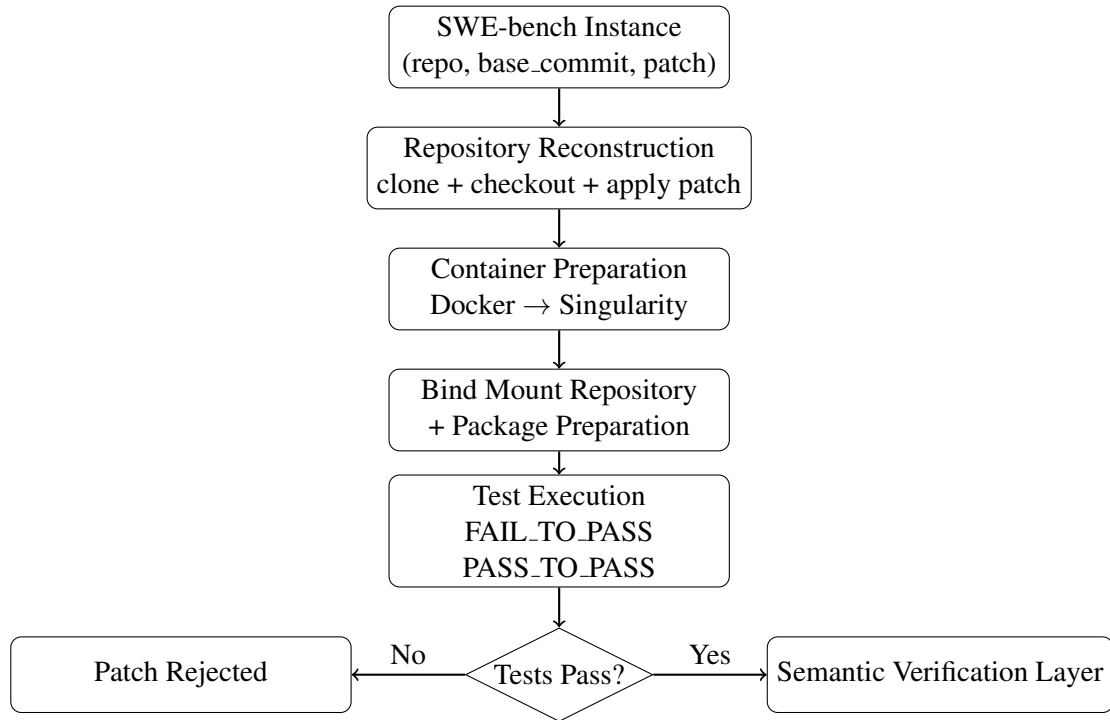 SWE-bench Instance
(repo, base_commit, patch)
Repository Reconstruction
clone + checkout + apply patch
Container Preparation
Docker → Singularity
Bind Mount Repository
+ Package Preparation
Test Execution
FAIL_TO_PASS
PASS_TO_PASS
Patch Rejected
No
Tests Pass?
Yes
Semantic Verification Layer